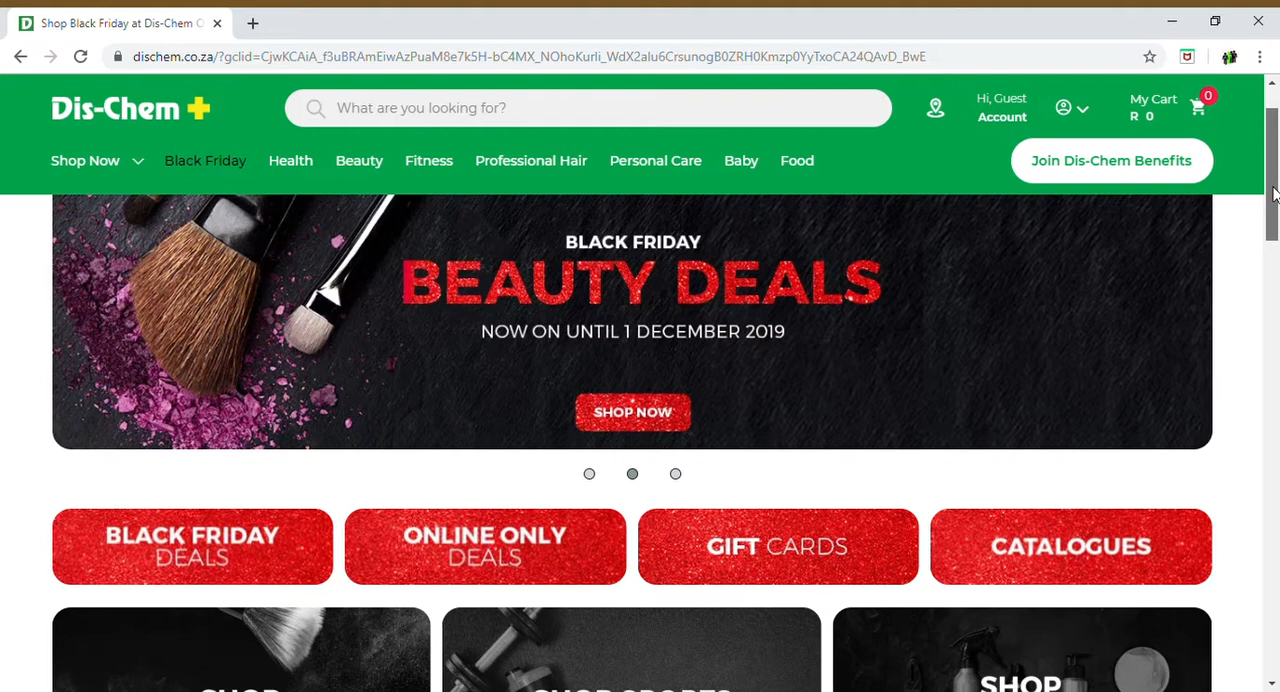 Shop Black Friday at Dis-Chem O
dischem.co.za/?gclid=CjwKCAiA_f3uBRAmEiwAzPuaM8e7k5H-bC4MX_NOhoKurli_WdX2alu6CrsunogB0ZRH0Kmzp0YyTxoCA24QAvD_BwE
Dis-Chem
What are you looking for?
Hi, Guest
Account
My Cart
R 0
0
Shop Now
Black Friday
Health
Beauty
Fitness
Professional Hair
Personal Care
Baby
Food
Join Dis-Chem Benefits
BLACK FRIDAY
BEAUTY DEALS
NOW ON UNTIL 1 DECEMBER 2019
SHOP NOW
BLACK FRIDAY
DEALS
ONLINE ONLY
DEALS
GIFT CARDS
CATALOGUES
SHOP
SHOP SPORTS
SHOP